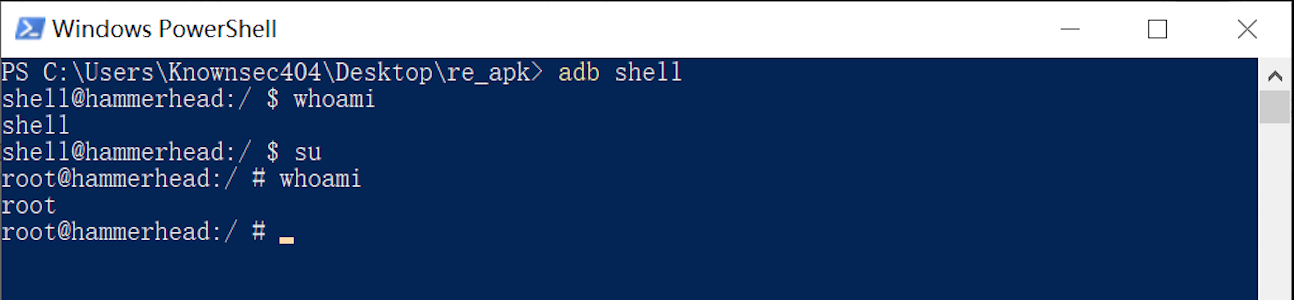 Windows PowerShell
PS C:\Users\Knownsec404\Desktop\re_apk> adb shell
shell@hammerhead:/ $ whoami
shell
shell@hammerhead:/ $ su
root@hammerhead:/ # whoami
root
root@hammerhead:/ #